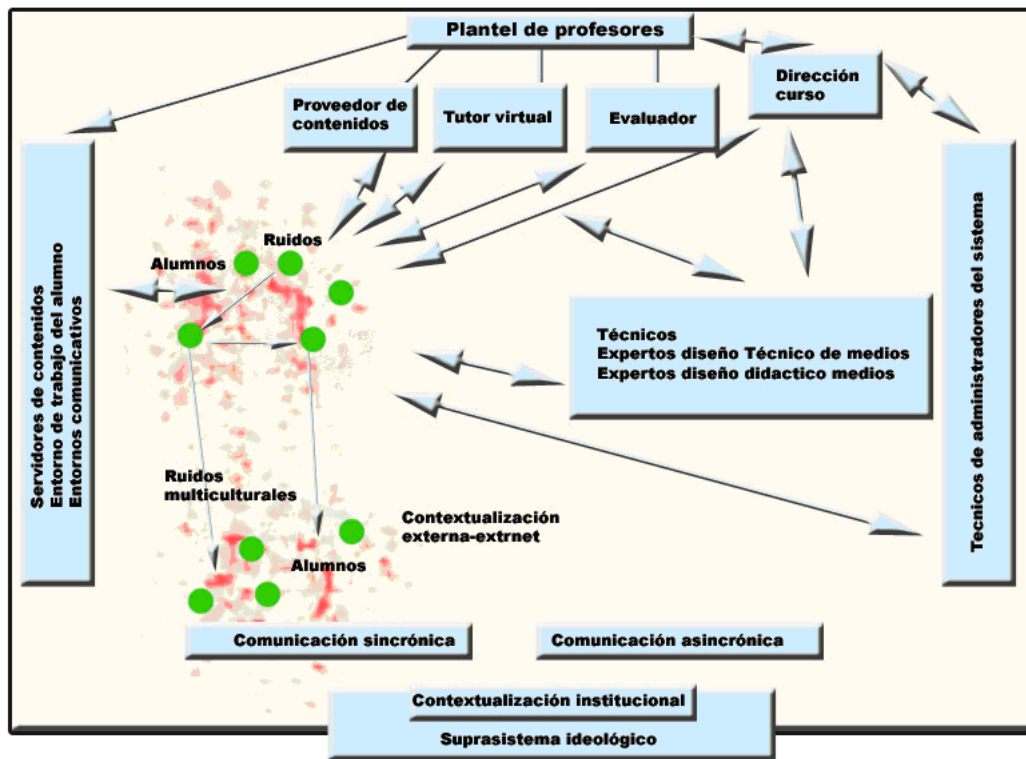 Plantel de profesores
Dirección
curso
Proveedor de
contenidos
Tutor virtual
Evaluador
Servidores de contenidos
Entorno de trabajo del alumno
Entornos comunicativos
Ruidos
Alumnos
Técnicos
Expertos diseño Técnico de medios
Expertos diseño didactico medios
Tecnicos de administradores del sistema
Ruidos
multiculturales
Contextualización
externa-extrnet
Alumnos
Comunicación sincrónica
Comunicación asincrónica
Contextualización institucional
Suprasistema ideológico